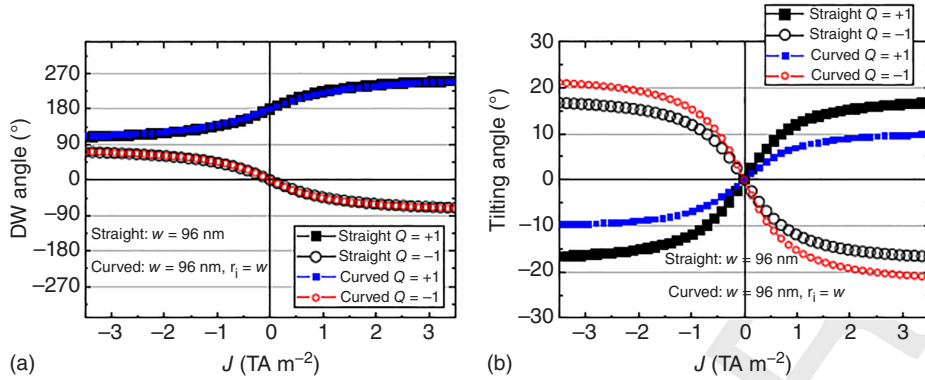 270
180
90
0
−90
−180
−270
DW angle (°)
Straight: w = 96 nm
Curved: w = 96 nm, rᵢ = w
Straight Q = +1
Straight Q = −1
Curved Q = +1
Curved Q = −1
−3 −2 −1 0 1 2 3
(a)
J (TA m⁻²)
Straight Q = +1
Straight Q = −1
Curved Q = +1
Curved Q = −1
30
20
10
0
−10
−20
−30
Tilting angle (°)
Straight: w = 96 nm
Curved: w = 96 nm, rᵢ = w
−3 −2 −1 0 1 2 3
(b)
J (TA m⁻²)